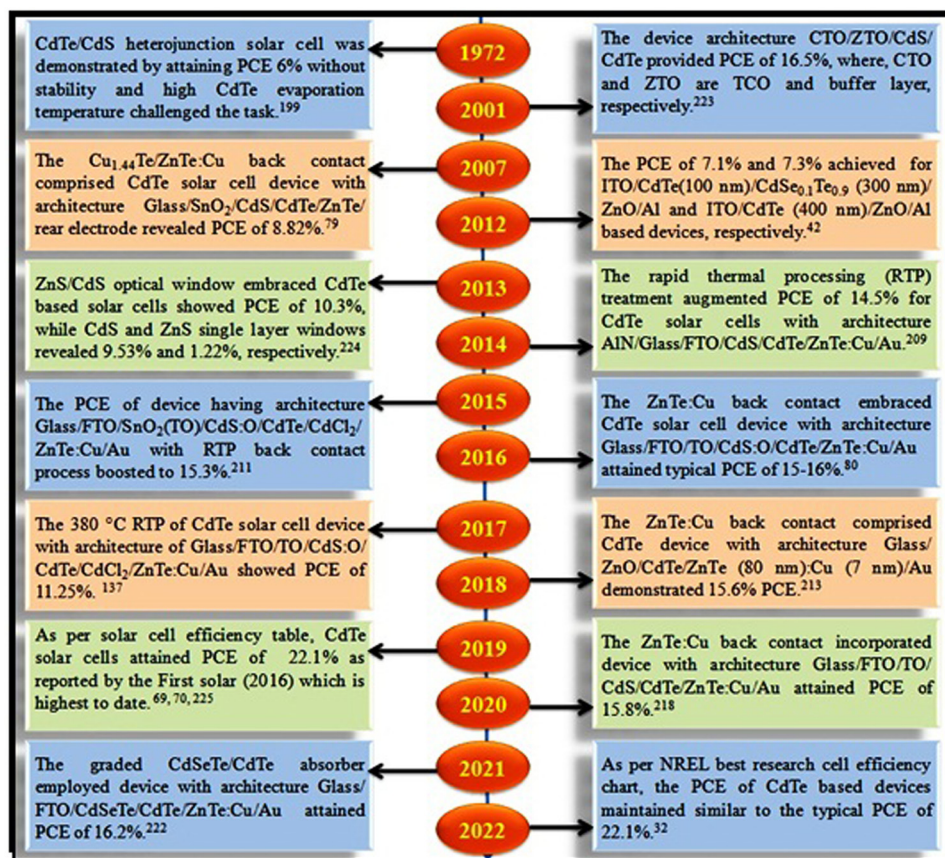 1972
CdTe/CdS heterojunction solar cell was
demonstrated by attaining PCE 6% without
stability and high CdTe evaporation
temperature challenged the task.199
2001
The device architecture CTO/ZTO/CdS/
CdTe provided PCE of 16.5%, where, CTO
and ZTO are TCO and buffer layer,
respectively.223
2007
The Cu1.44Te/ZnTe:Cu back contact
comprised CdTe solar cell device with
architecture Glass/SnO2/CdS/CdTe/ZnTe/
rear electrode revealed PCE of 8.82%.79
2012
The PCE of 7.1% and 7.3% achieved for
ITO/CdTe(100 nm)/CdSe0.1Te0.9 (300 nm)/
ZnO/Al and ITO/CdTe (400 nm)/ZnO/Al
based devices, respectively.42
2013
ZnS/CdS optical window embraced CdTe
based solar cells showed PCE of 10.3%,
while CdS and ZnS single layer windows
revealed 9.53% and 1.22%, respectively.224
2014
The rapid thermal processing (RTP)
treatment augmented PCE of 14.5% for
CdTe solar cells with architecture
AlN/Glass/FTO/CdS/CdTe/ZnTe:Cu/Au.209
2015
The PCE of device having architecture
Glass/FTO/SnO2(TO)/CdS:O/CdTe/CdCl2/
ZnTe:Cu/Au with RTP back contact
process boosted to 15.3%.211
2016
The ZnTe:Cu back contact embraced
CdTe solar cell device with architecture
Glass/FTO/TO/CdS:O/CdTe/ZnTe:Cu/Au
attained typical PCE of 15-16%.80
2017
The 380 °C RTP of CdTe solar cell device
with architecture of Glass/FTO/TO/CdS:O/
CdTe/CdCl2/ZnTe:Cu/Au showed PCE of
11.25%. 137
2018
The ZnTe:Cu back contact comprised
CdTe device with architecture Glass/
ZnO/CdTe/ZnTe (80 nm):Cu (7 nm)/Au
demonstrated 15.6% PCE.213
2019
As per solar cell efficiency table, CdTe
solar cells attained PCE of 22.1% as
reported by the First solar (2016) which is
highest to date. 69, 70, 225
2020
The ZnTe:Cu back contact incorporated
device with architecture Glass/FTO/TO/
CdS/CdTe/ZnTe:Cu/Au attained PCE of
15.8%.218
2021
The graded CdSeTe/CdTe absorber
employed device with architecture Glass/
FTO/CdSeTe/CdTe/ZnTe:Cu/Au attained
PCE of 16.2%.222
2022
As per NREL best research cell efficiency
chart, the PCE of CdTe based devices
maintained similar to the typical PCE of
22.1%.32